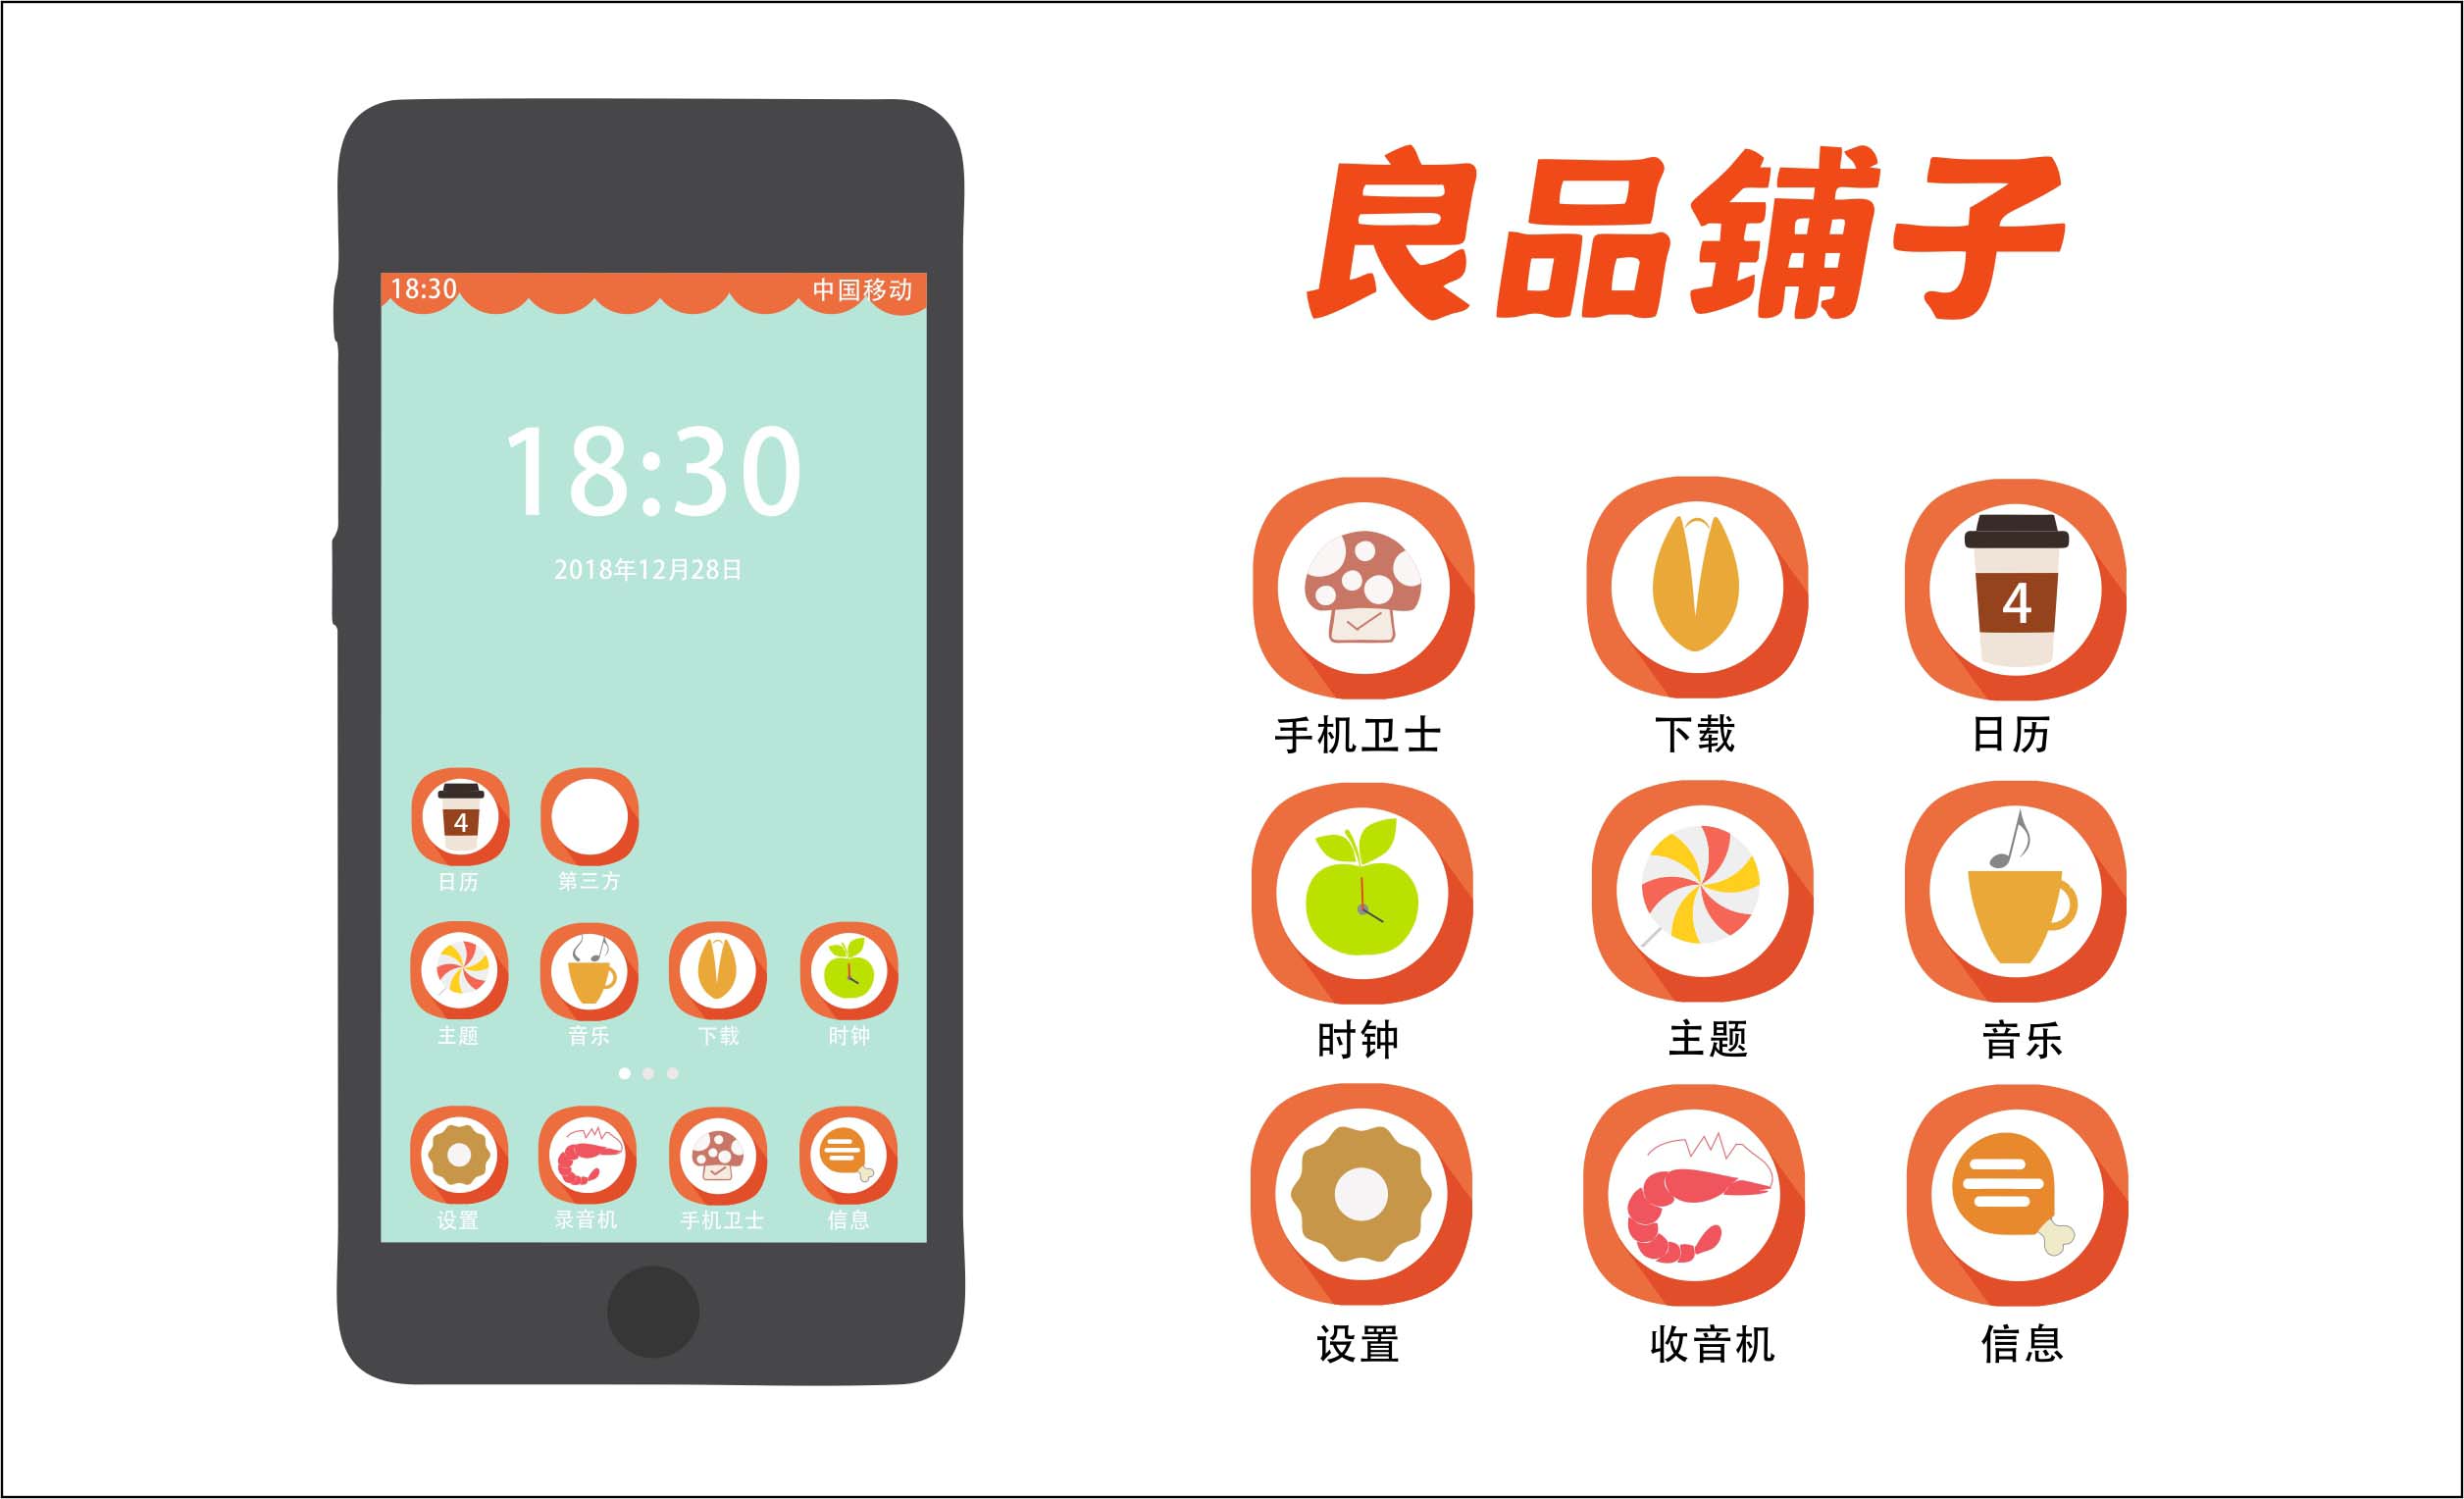 18:30 中国移动
18:30
2018年12月28日
4
日历 第三方
主题 音乐 下载 时钟
设置 录音机 手机卫士 信息
良品铺子
4
手机卫士 下载 日历
时钟 主题 音乐
设置 收音机 信息